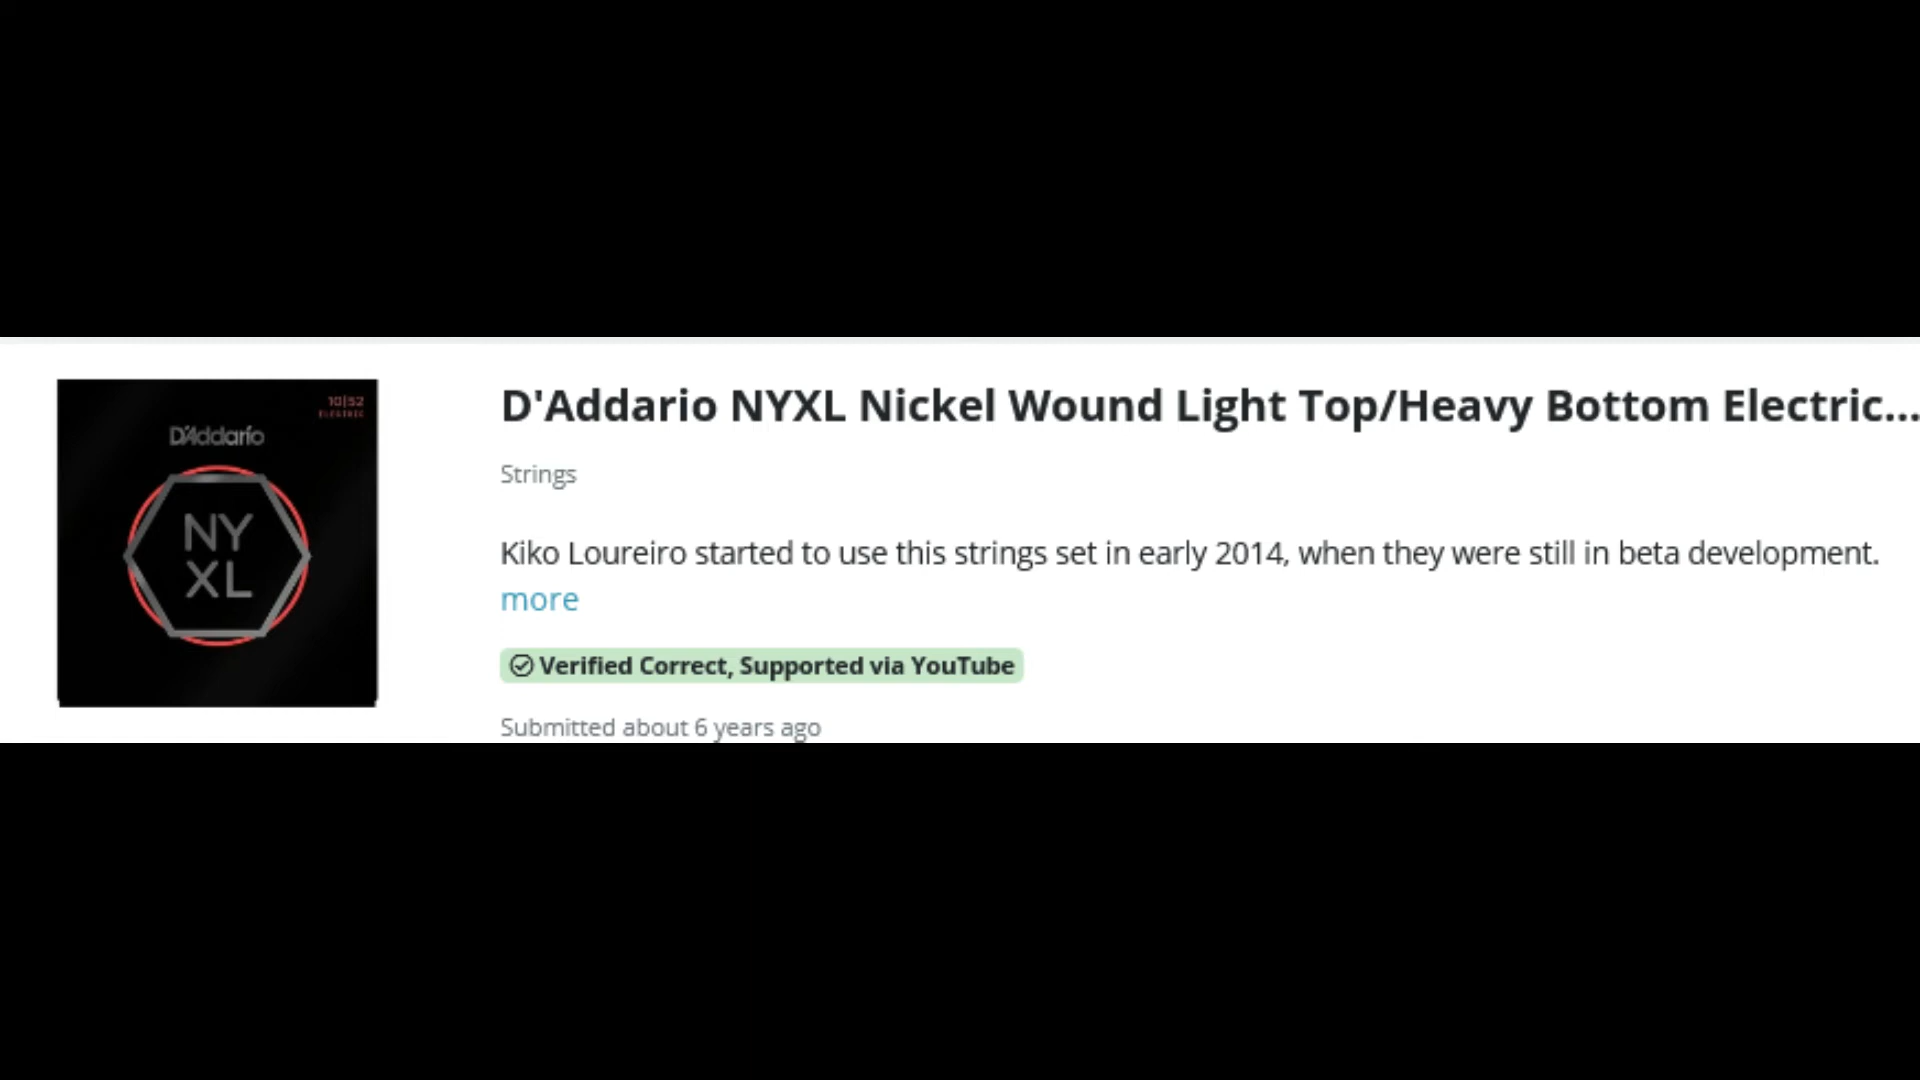 10|52
ELECTRIC
D'Addario
NY
XL
D'Addario NYXL Nickel Wound Light Top/Heavy Bottom Electric...
Strings
Kiko Loureiro started to use this strings set in early 2014, when they were still in beta development.
more
Verified Correct, Supported via YouTube
Submitted about 6 years ago